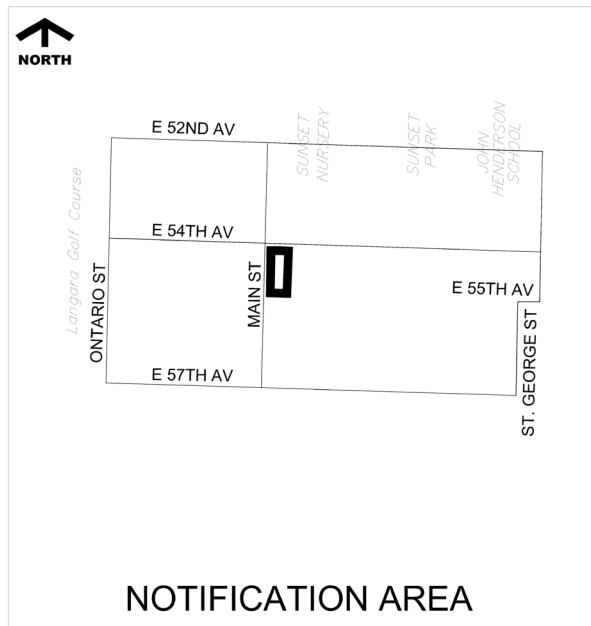 NORTH
E 52ND AV
SUNSET
NURSERY
SUNSET
PARK
JOHN
HENDERSON
SCHOOL
Langara Golf Course
E 54TH AV
ONTARIO ST
MAIN ST
E 55TH AV
ST. GEORGE ST
E 57TH AV
NOTIFICATION AREA